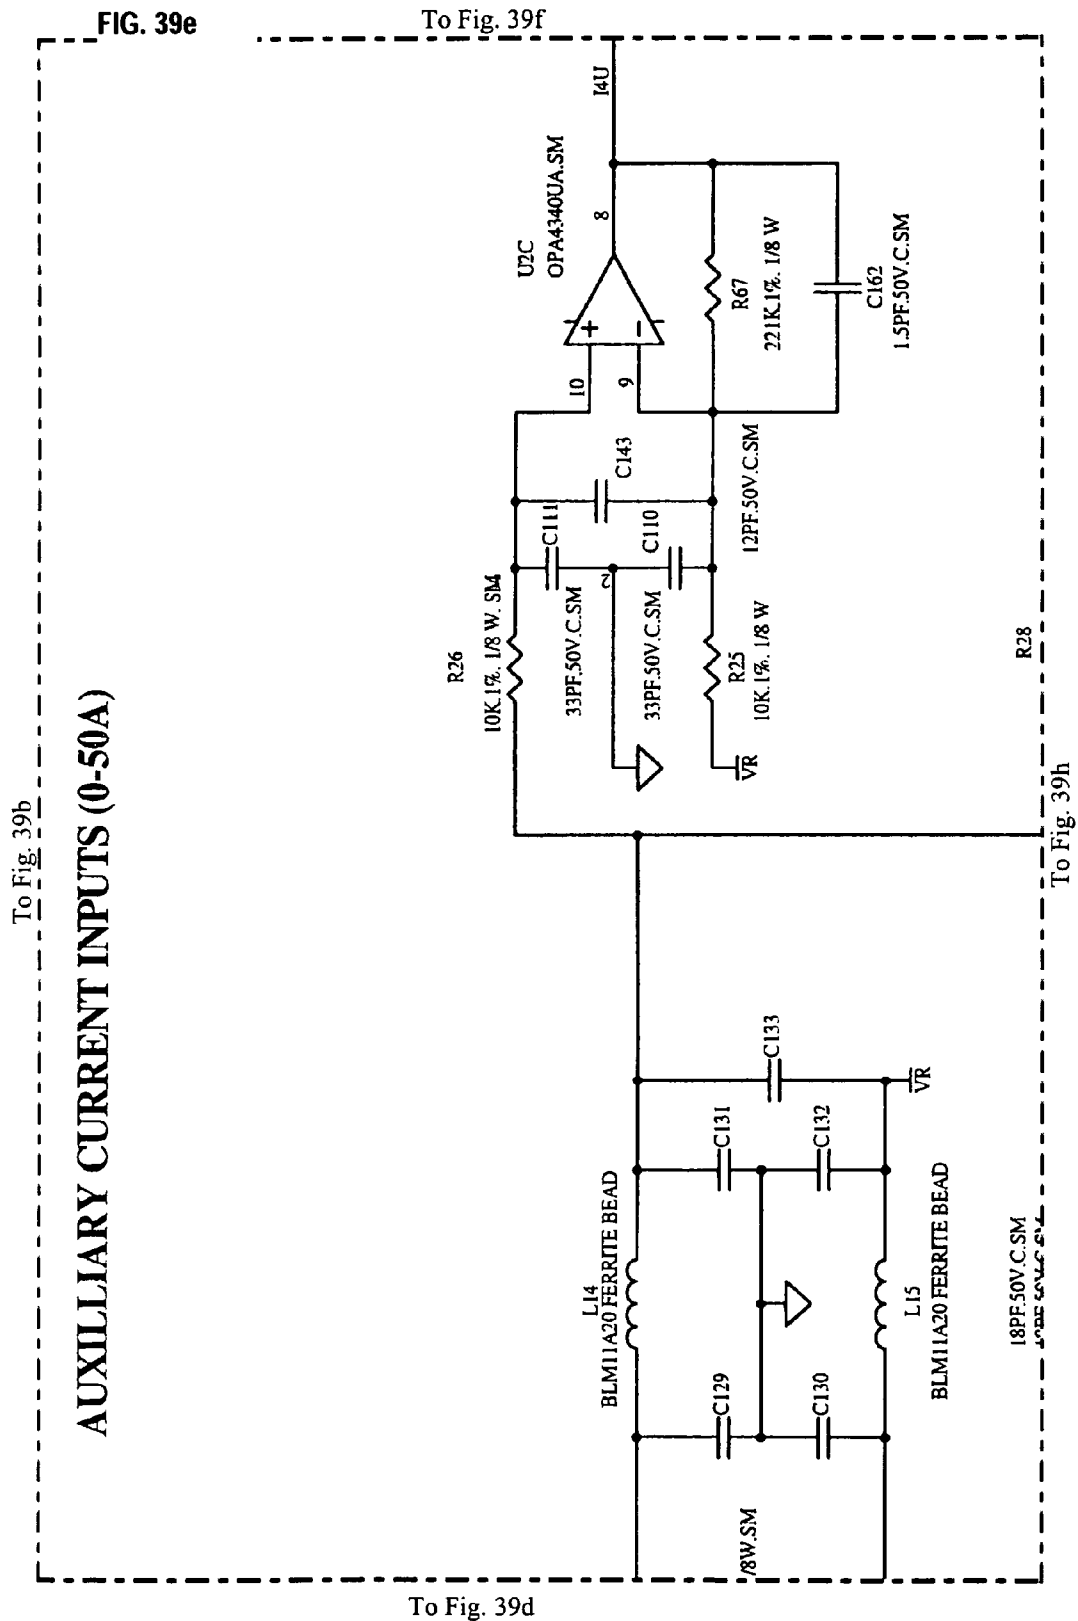 FIG. 39e
To Fig. 39f
To Fig. 39b
To Fig. 39h
To Fig. 39d
AUXILLIARY CURRENT INPUTS (0-50A)
I4U
U2C
OPA4340UA.SM
8
10
9
+
−
R67
221K.1%. 1/8 W
C162
1.5PF.50V.C.SM
C143
12PF.50V.C.SM
C111
33PF.50V.C.SM
C110
33PF.50V.C.SM
2
R26
10K.1%. 1/8 W. SM
R25
10K.1%. 1/8 W
VR
R28
C133
C131
C132
VR
L14
BLM11A20 FERRITE BEAD
L15
BLM11A20 FERRITE BEAD
C129
C130
/8W.SM
18PF.50V.C.SM